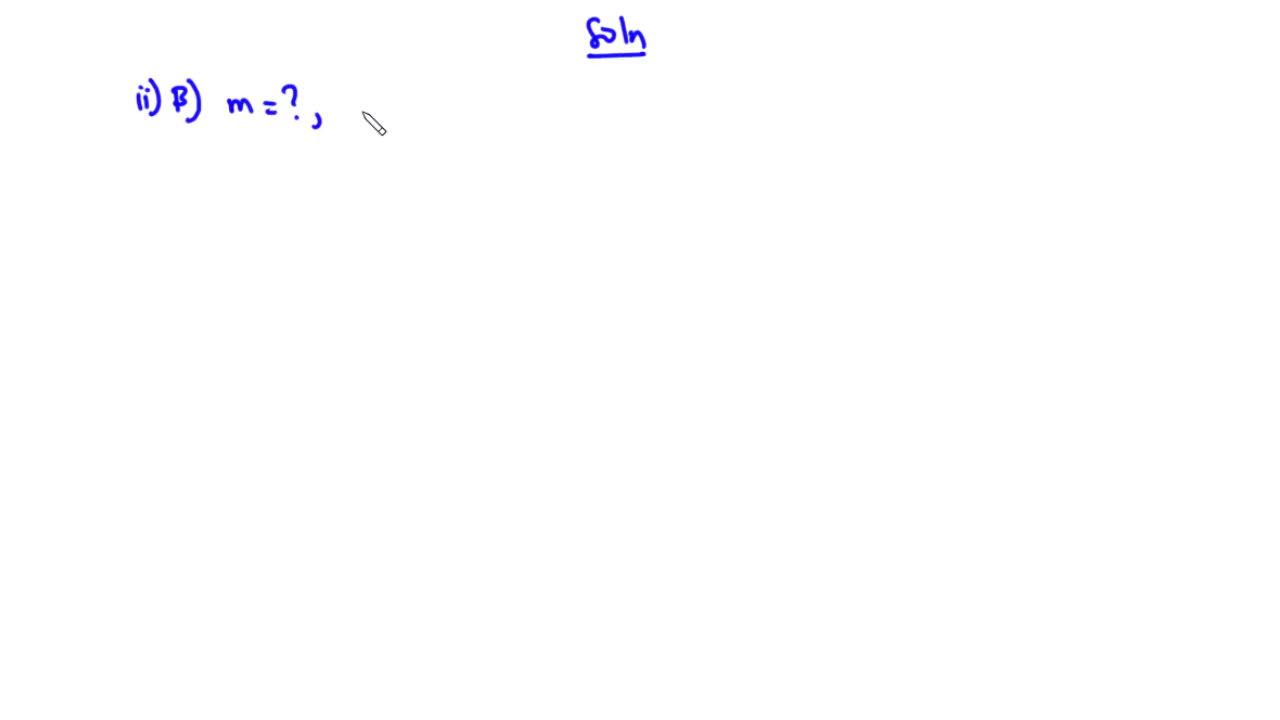 Soln
ii) B) m = ?,